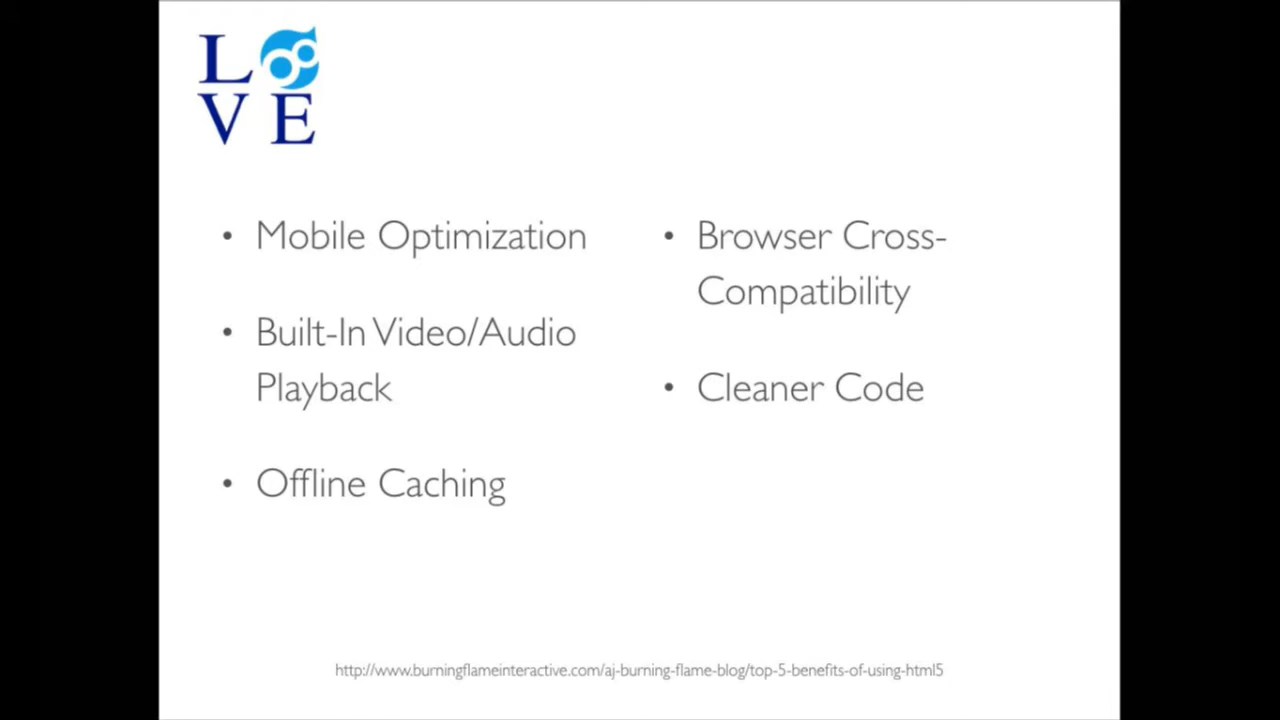 L
VE
• Mobile Optimization
• Built-In Video/Audio
Playback
• Offline Caching
• Browser Cross-
Compatibility
• Cleaner Code
http://www.burningflameinteractive.com/aj-burning-flame-blog/top-5-benefits-of-using-html5